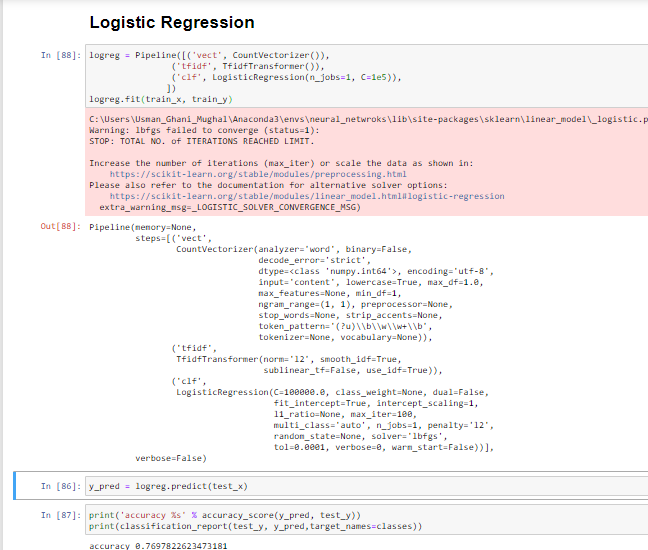 Logistic Regression
In [88]: logreg = Pipeline([('vect', CountVectorizer()),
('tfidf', TfidfTransformer()),
('clf', LogisticRegression(n_jobs=1, C=1e5)),
])
logreg.fit(train_x, train_y)
C:\Users\Usman_Ghani_Mughal\Anaconda3\envs\neural_netwroks\lib\site-packages\sklearn\linear_model\_logistic.p
Warning: lbfgs failed to converge (status=1):
STOP: TOTAL NO. of ITERATIONS REACHED LIMIT.
Increase the number of iterations (max_iter) or scale the data as shown in:
https://scikit-learn.org/stable/modules/preprocessing.html
Please also refer to the documentation for alternative solver options:
https://scikit-learn.org/stable/modules/linear_model.html#logistic-regression
extra_warning_msg=_LOGISTIC_SOLVER_CONVERGENCE_MSG)
Out[88]: Pipeline(memory=None,
steps=[('vect',
CountVectorizer(analyzer='word', binary=False,
decode_error='strict',
dtype=<class 'numpy.int64'>, encoding='utf-8',
input='content', lowercase=True, max_df=1.0,
max_features=None, min_df=1,
ngram_range=(1, 1), preprocessor=None,
stop_words=None, strip_accents=None,
token_pattern='(?u)\\b\\w\\w+\\b',
tokenizer=None, vocabulary=None)),
('tfidf',
TfidfTransformer(norm='l2', smooth_idf=True,
sublinear_tf=False, use_idf=True)),
('clf',
LogisticRegression(C=100000.0, class_weight=None, dual=False,
fit_intercept=True, intercept_scaling=1,
l1_ratio=None, max_iter=100,
multi_class='auto', n_jobs=1, penalty='l2',
random_state=None, solver='lbfgs',
tol=0.0001, verbose=0, warm_start=False))],
verbose=False)
In [86]: y_pred = logreg.predict(test_x)
In [87]: print('accuracy %s' % accuracy_score(y_pred, test_y))
print(classification_report(test_y, y_pred,target_names=classes))
accuracy 0.7697822623473181